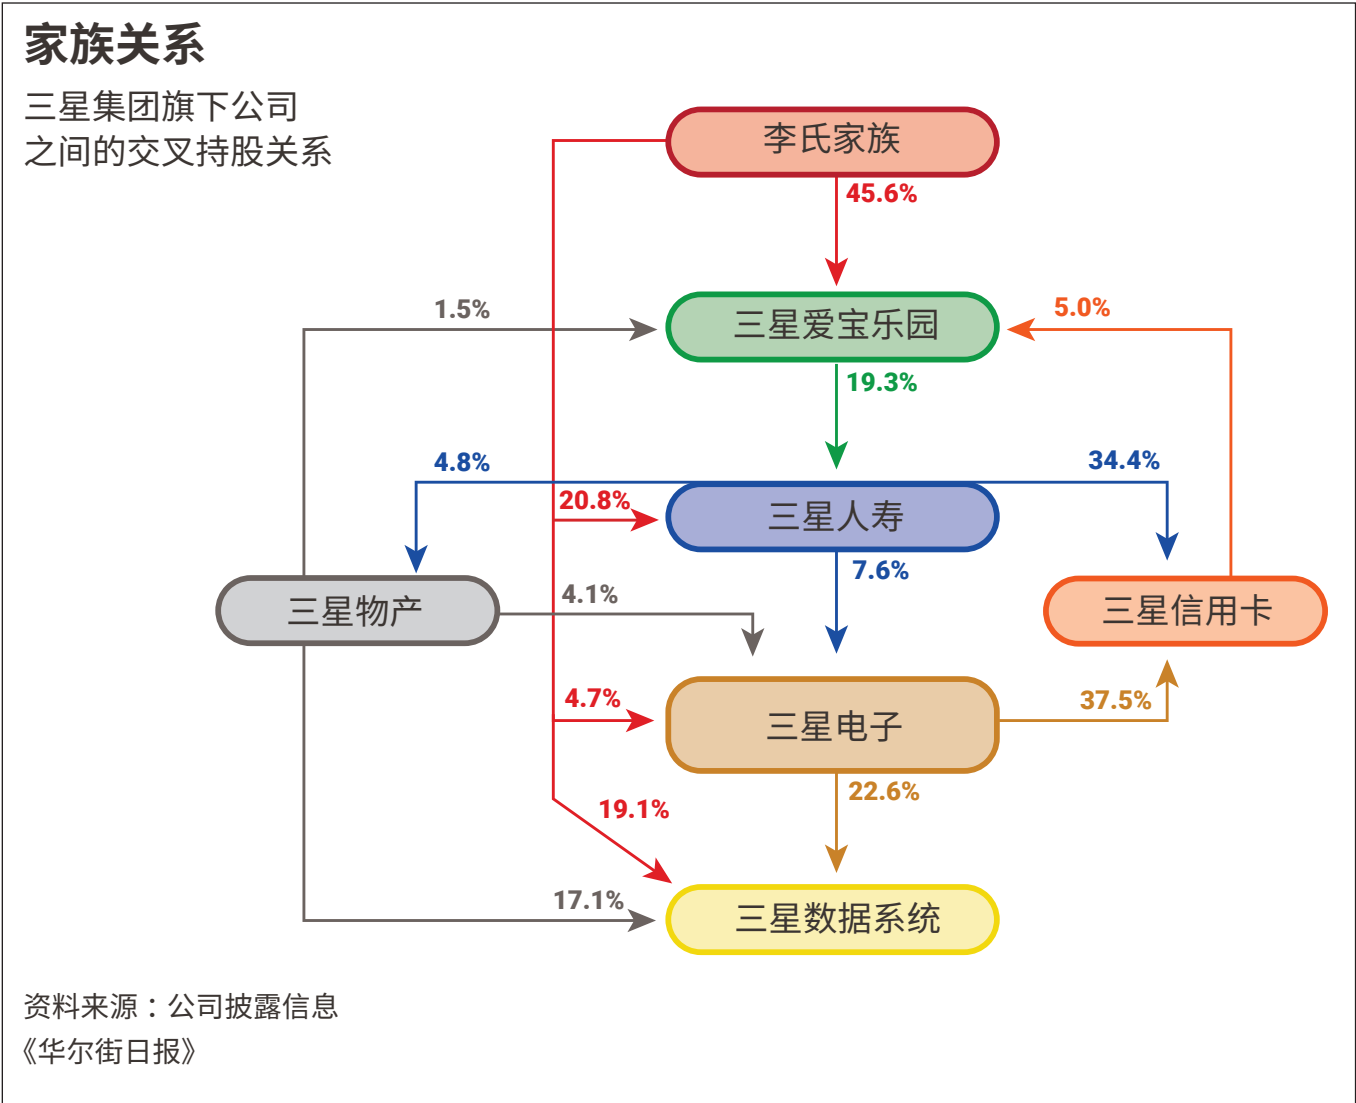 家族关系
三星集团旗下公司
之间的交叉持股关系
李氏家族
45.6%
1.5%
三星爱宝乐园
5.0%
19.3%
4.8%
34.4%
20.8%
三星人寿
7.6%
4.1%
三星物产
三星信用卡
4.7%
三星电子
37.5%
22.6%
19.1%
17.1%
三星数据系统
资料来源：公司披露信息
《华尔街日报》